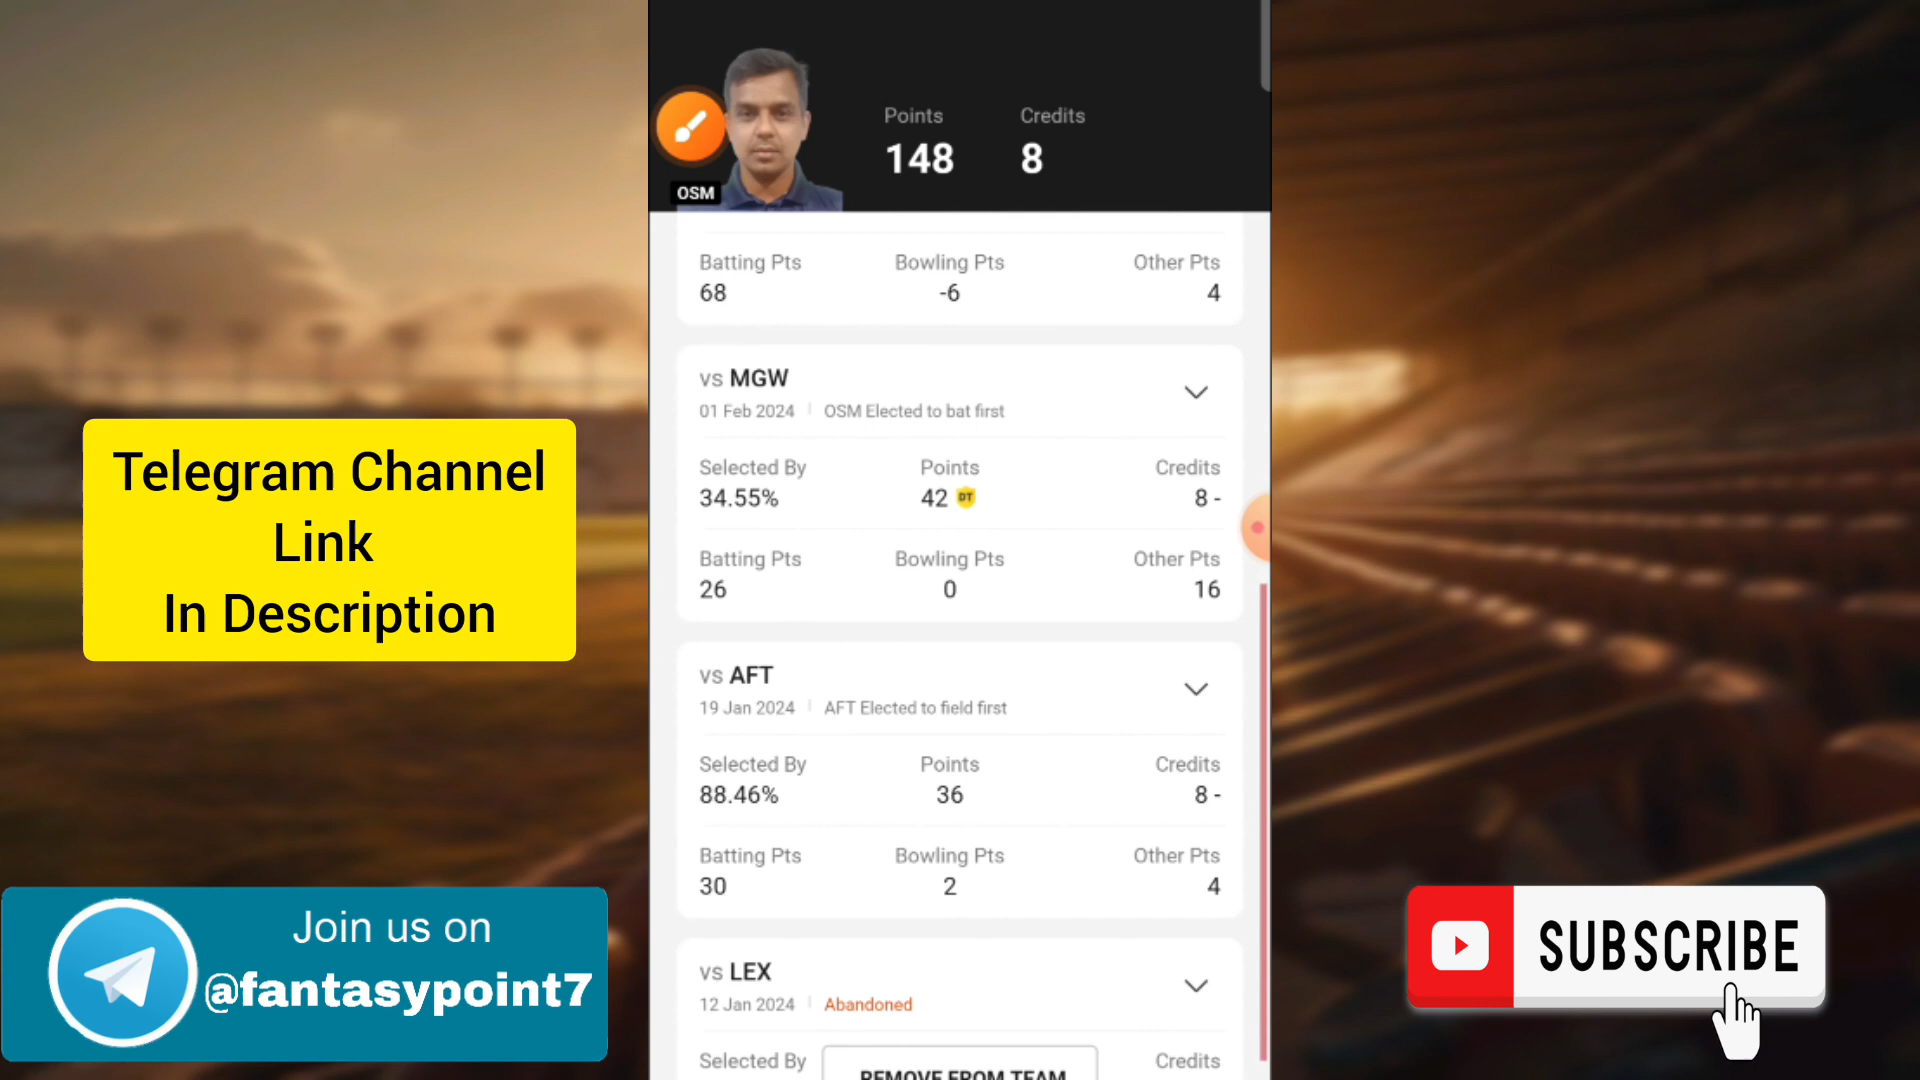 Points
Credits
148
8
OSM
Batting Pts
Bowling Pts
Other Pts
68
-6
4
vs MGW
01 Feb 2024
OSM Elected to bat first
Selected By
Points
Credits
34.55%
42 DT
8 -
Batting Pts
Bowling Pts
Other Pts
26
0
16
vs AFT
19 Jan 2024
AFT Elected to field first
Selected By
Points
Credits
88.46%
36
8 -
Batting Pts
Bowling Pts
Other Pts
30
2
4
vs LEX
12 Jan 2024
Abandoned
Selected By
Credits
REMOVE FROM TEAM
Telegram Channel
Link
In Description
Join us on
@fantasypoint7
SUBSCRIBE